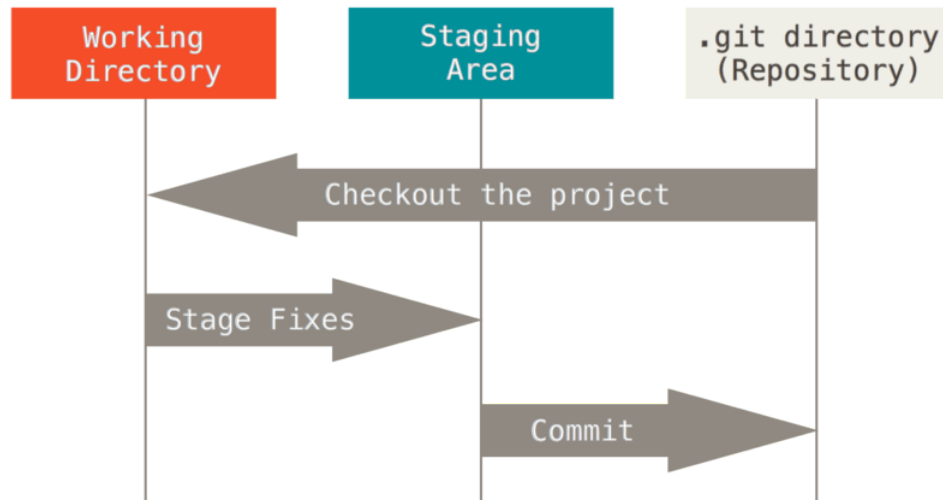 Working
Directory
Staging
Area
.git directory
(Repository)
Checkout the project
Stage Fixes
Commit